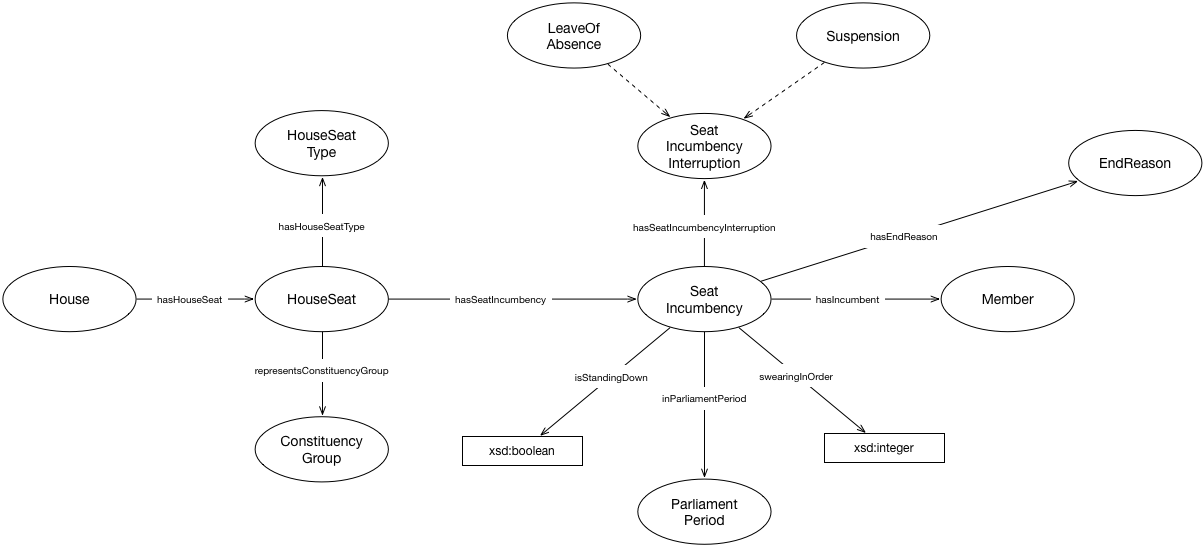 LeaveOf
Absence
Suspension
HouseSeat
Type
Seat
Incumbency
Interruption
EndReason
hasHouseSeatType
hasSeatIncumbencyInterruption
hasEndReason
House
hasHouseSeat
HouseSeat
hasSeatIncumbency
Seat
Incumbency
hasIncumbent
Member
representsConstituencyGroup
isStandingDown
inParliamentPeriod
swearingInOrder
Constituency
Group
xsd:boolean
xsd:integer
Parliament
Period